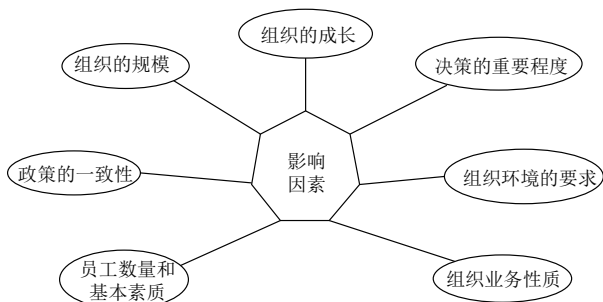 组织的成长
组织的规模
决策的重要程度
影响
因素
政策的一致性
组织环境的要求
员工数量和
基本素质
组织业务性质